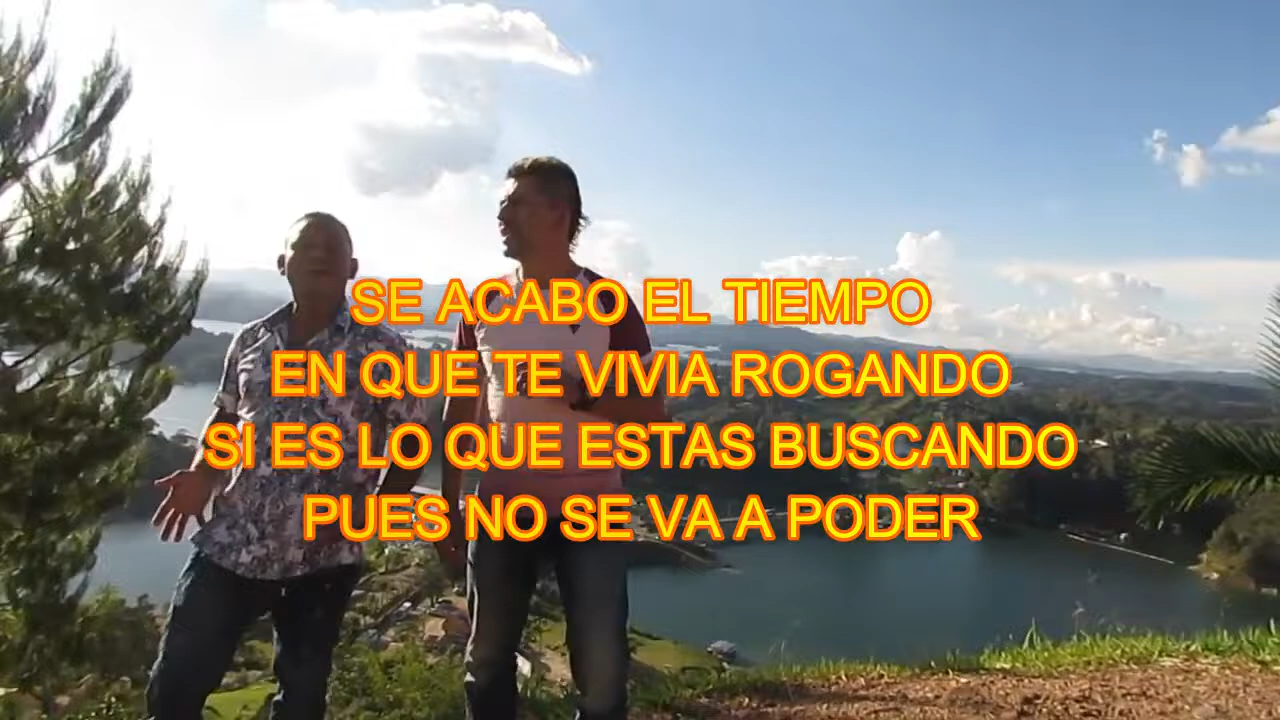 SE ACABO EL TIEMPO
EN QUE TE VIVIA ROGANDO
SI ES LO QUE ESTAS BUSCANDO
PUES NO SE VA A PODER